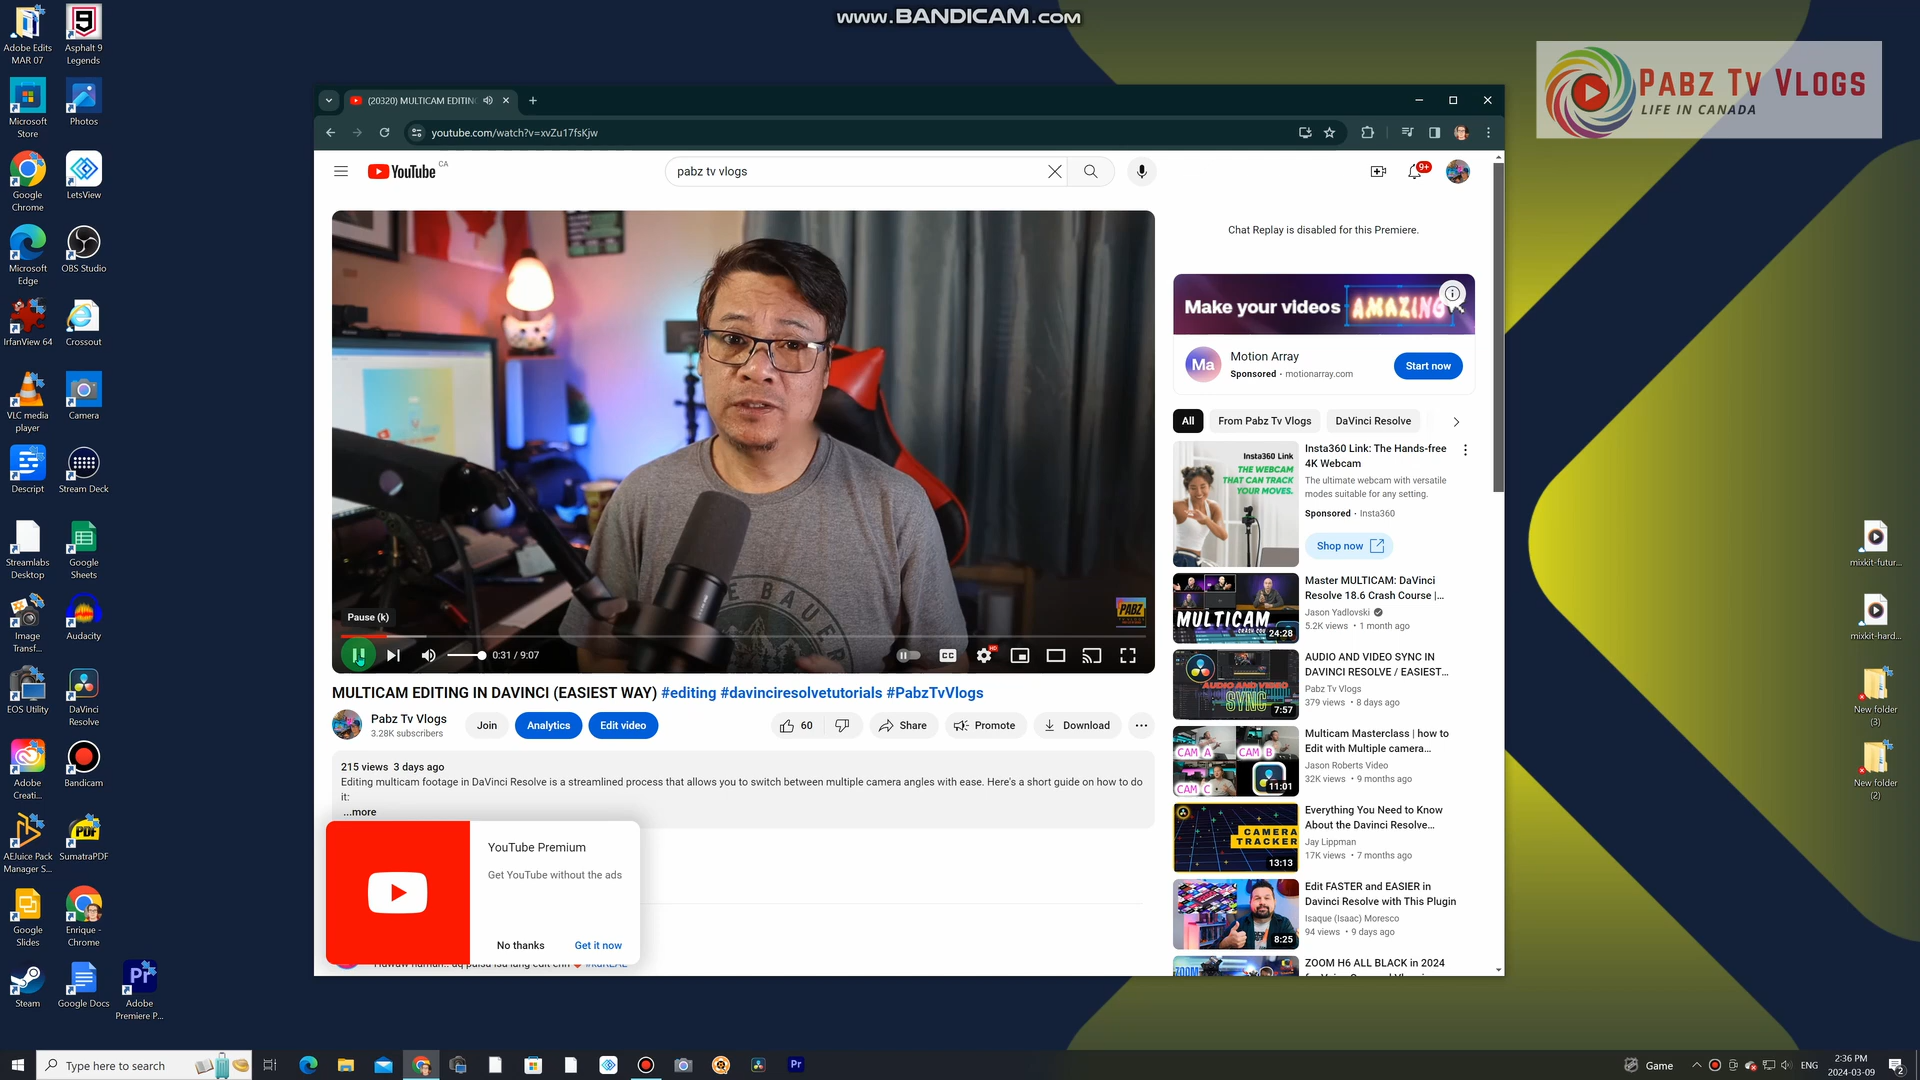 www.BANDICAM.com
PABZ TV VLOGS
LIFE IN CANADA
Adobe Edits
MAR 07
Asphalt 9
Legends
Microsoft
Store
Photos
Google
Chrome
LetsView
Microsoft
Edge
OBS Studio
IrfanView 64
Crossout
VLC media
player
Camera
Descript
Stream Deck
Streamlabs
Desktop
Google
Sheets
Image
Transf...
Audacity
EOS Utility
DaVinci
Resolve
Adobe
Creati...
Bandicam
AEJuice Pack
Manager S...
SumatraPDF
Google
Slides
Enrique -
Chrome
Steam
Google Docs
Adobe
Premiere P...
(20320) MULTICAM EDITING
youtube.com/watch?v=xvZu17fsKjw
YouTube CA
pabz tv vlogs
9+
Pause (k)
0:31 / 9:07
CC
HD
PABZ
MULTICAM EDITING IN DAVINCI (EASIEST WAY) #editing #davinciresolvetutorials #PabzTvVlogs
Pabz Tv Vlogs
3.28K subscribers
Join
Analytics
Edit video
60
Share
Promote
Download
215 views 3 days ago
Editing multicam footage in DaVinci Resolve is a streamlined process that allows you to switch between multiple camera angles with ease. Here's a short guide on how to do
it:
...more
YouTube Premium
Get YouTube without the ads
No thanks
Get it now
Chat Replay is disabled for this Premiere.
Make your videos AMAZING
Ma
Motion Array
Sponsored · motionarray.com
Start now
All
From Pabz Tv Vlogs
DaVinci Resolve
Insta360 Link
THE WEBCAM
THAT CAN TRACK
YOUR MOVES.
Insta360 Link: The Hands-free
4K Webcam
The ultimate webcam with versatile
modes suitable for any setting.
Sponsored · Insta360
Shop now
MULTICAM
CRASH COU
24:28
Master MULTICAM: DaVinci
Resolve 18.6 Crash Course |...
Jason Yadlovski
5.2K views • 1 month ago
AUDIO AND VIDEO
SYNC
7:57
AUDIO AND VIDEO SYNC IN
DAVINCI RESOLVE / EASIEST...
Pabz Tv Vlogs
379 views • 8 days ago
CAM A
CAM B
CAM C
11:01
Multicam Masterclass | how to
Edit with Multiple camera...
Jason Roberts Video
32K views • 9 months ago
CAMERA
TRACKER
13:13
Everything You Need to Know
About the Davinci Resolve...
Jay Lippman
17K views • 7 months ago
8:25
Edit FASTER and EASIER in
Davinci Resolve with This Plugin
Isaque (Isaac) Moresco
94 views • 9 days ago
ZOOM
ZOOM H6 ALL BLACK in 2024
mixkit-futur...
mixkit-hard...
New folder
(3)
New folder
(2)
Type here to search
Game
ENG
2:36 PM
2024-03-09
2